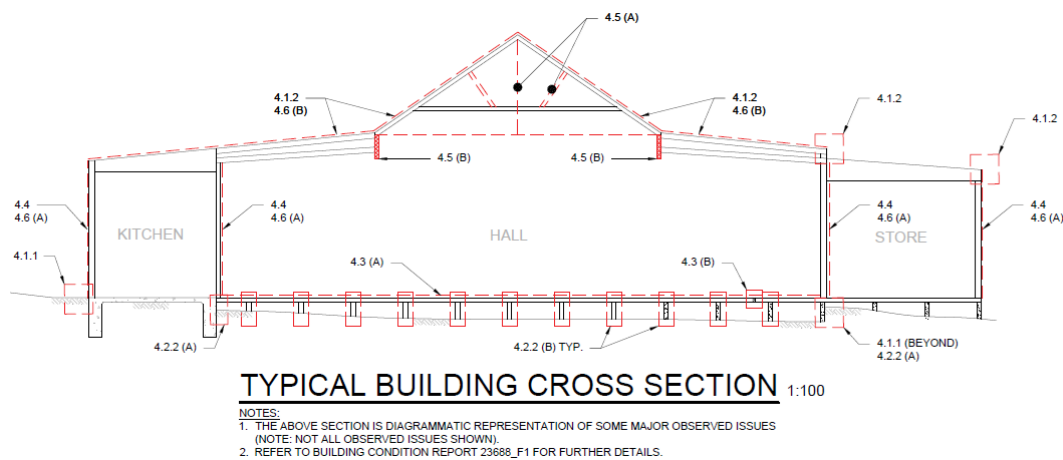 4.5 (A)
4.1.2
4.6 (B)
4.1.2
4.6 (B)
4.1.2
4.1.2
4.5 (B)
4.5 (B)
4.4
4.6 (A)
KITCHEN
4.4
4.6 (A)
HALL
4.4
4.6 (A)
STORE
4.4
4.6 (A)
4.1.1
4.3 (A)
4.3 (B)
4.2.2 (A)
4.2.2 (B) TYP.
4.1.1 (BEYOND)
4.2.2 (A)
TYPICAL BUILDING CROSS SECTION 1:100
NOTES:
1. THE ABOVE SECTION IS DIAGRAMMATIC REPRESENTATION OF SOME MAJOR OBSERVED ISSUES
(NOTE: NOT ALL OBSERVED ISSUES SHOWN).
2. REFER TO BUILDING CONDITION REPORT 23688_F1 FOR FURTHER DETAILS.